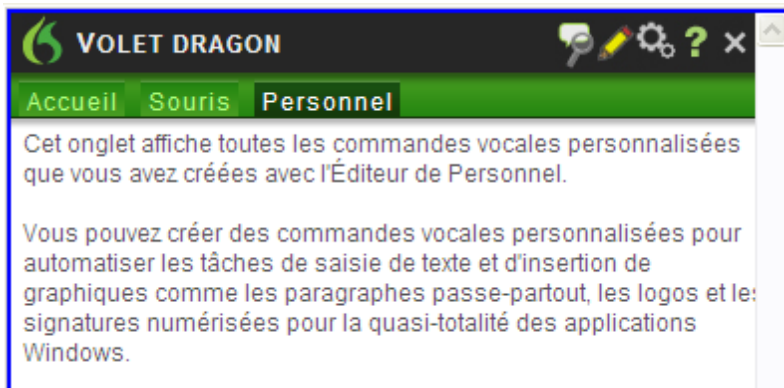 VOLET DRAGON
Accueil Souris Personnel
Cet onglet affiche toutes les commandes vocales personnalisées
que vous avez créées avec l'Éditeur de Personnel.
Vous pouvez créer des commandes vocales personnalisées pour
automatiser les tâches de saisie de texte et d'insertion de
graphiques comme les paragraphes passe-partout, les logos et les
signatures numérisées pour la quasi-totalité des applications
Windows.